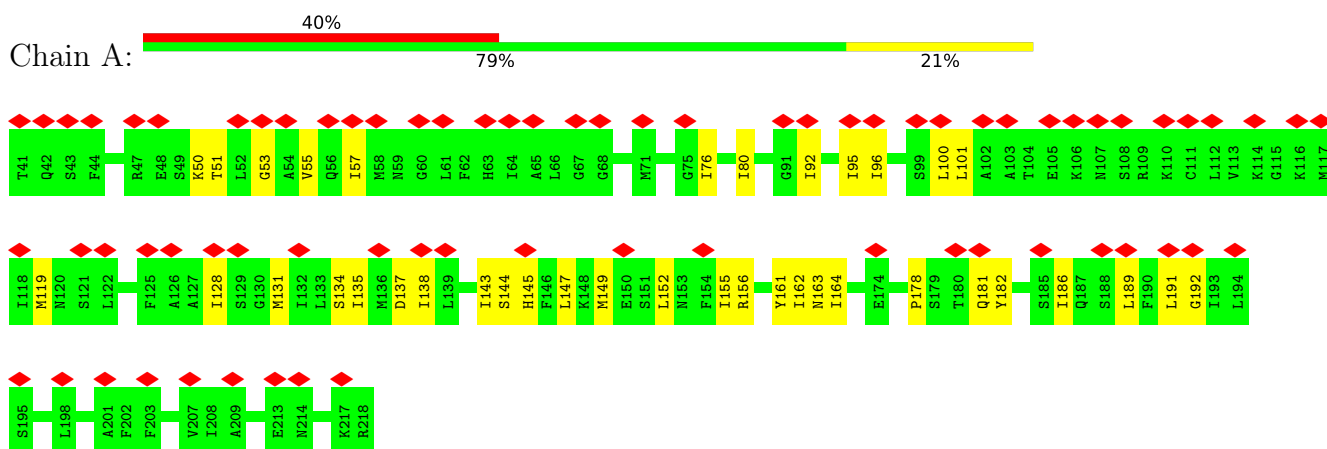 40%
Chain A:
79% 21%
T41 Q42 S43 F44 R47 E48 S49 K50 T51 L52 G53 A54 V55 Q56 I57 M58 N59 G60 L61 F62 H63 I64 A65 L66 G67 G68 M71 G75 I76 I80 G91 I92 I95 I96 S99 L100 L101 A102 A103 T104 E105 K106 N107 S108 R109 K110 C111 L112 V113 K114 G115 K116 M117
I118 M119 N120 S121 L122 F125 A126 A127 I128 S129 G130 M131 I132 L133 S134 I135 M136 D137 I138 L139 I143 S144 H145 F146 L147 K148 M149 E150 S151 L152 N153 F154 I155 R156 Y161 I162 N163 I164 E174 P178 S179 T180 Q181 Y182 S185 I186 Q187 S188 L189 F190 L191 G192 I193 L194
S195 L198 A201 F202 F203 V207 I208 A209 E213 N214 K217 R218